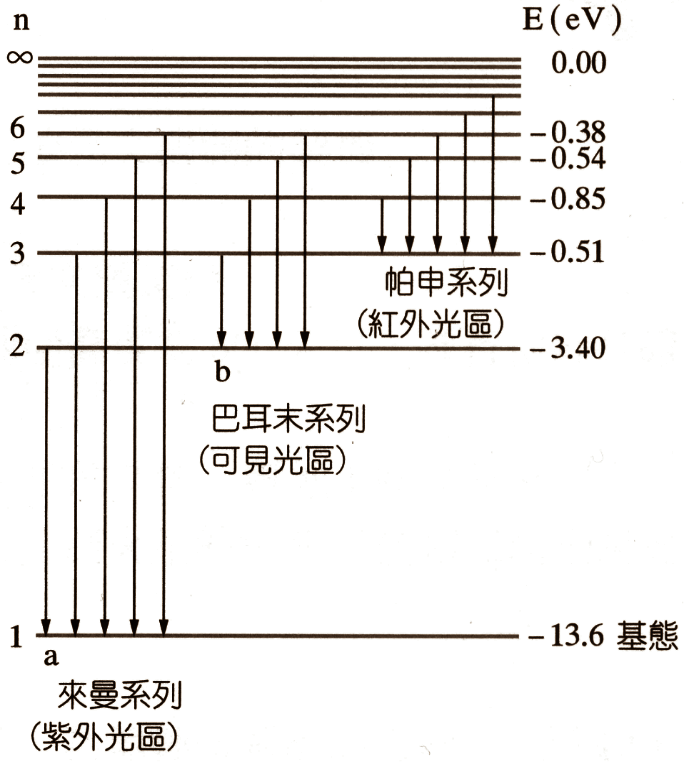 n E(eV)
∞ 0.00
6 -0.38
5 -0.54
4 -0.85
3 -0.51
帕申系列
(紅外光區)
2 -3.40
b
巴耳末系列
(可見光區)
1 -13.6 基態
a
來曼系列
(紫外光區)